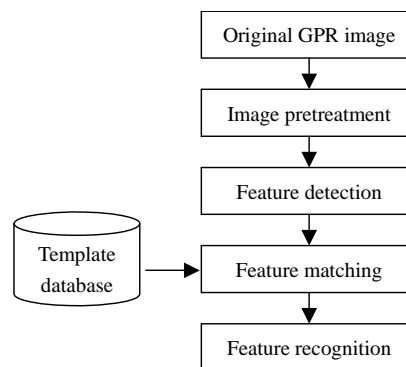 Original GPR image
Image pretreatment
Feature detection
Template
database
Feature matching
Feature recognition